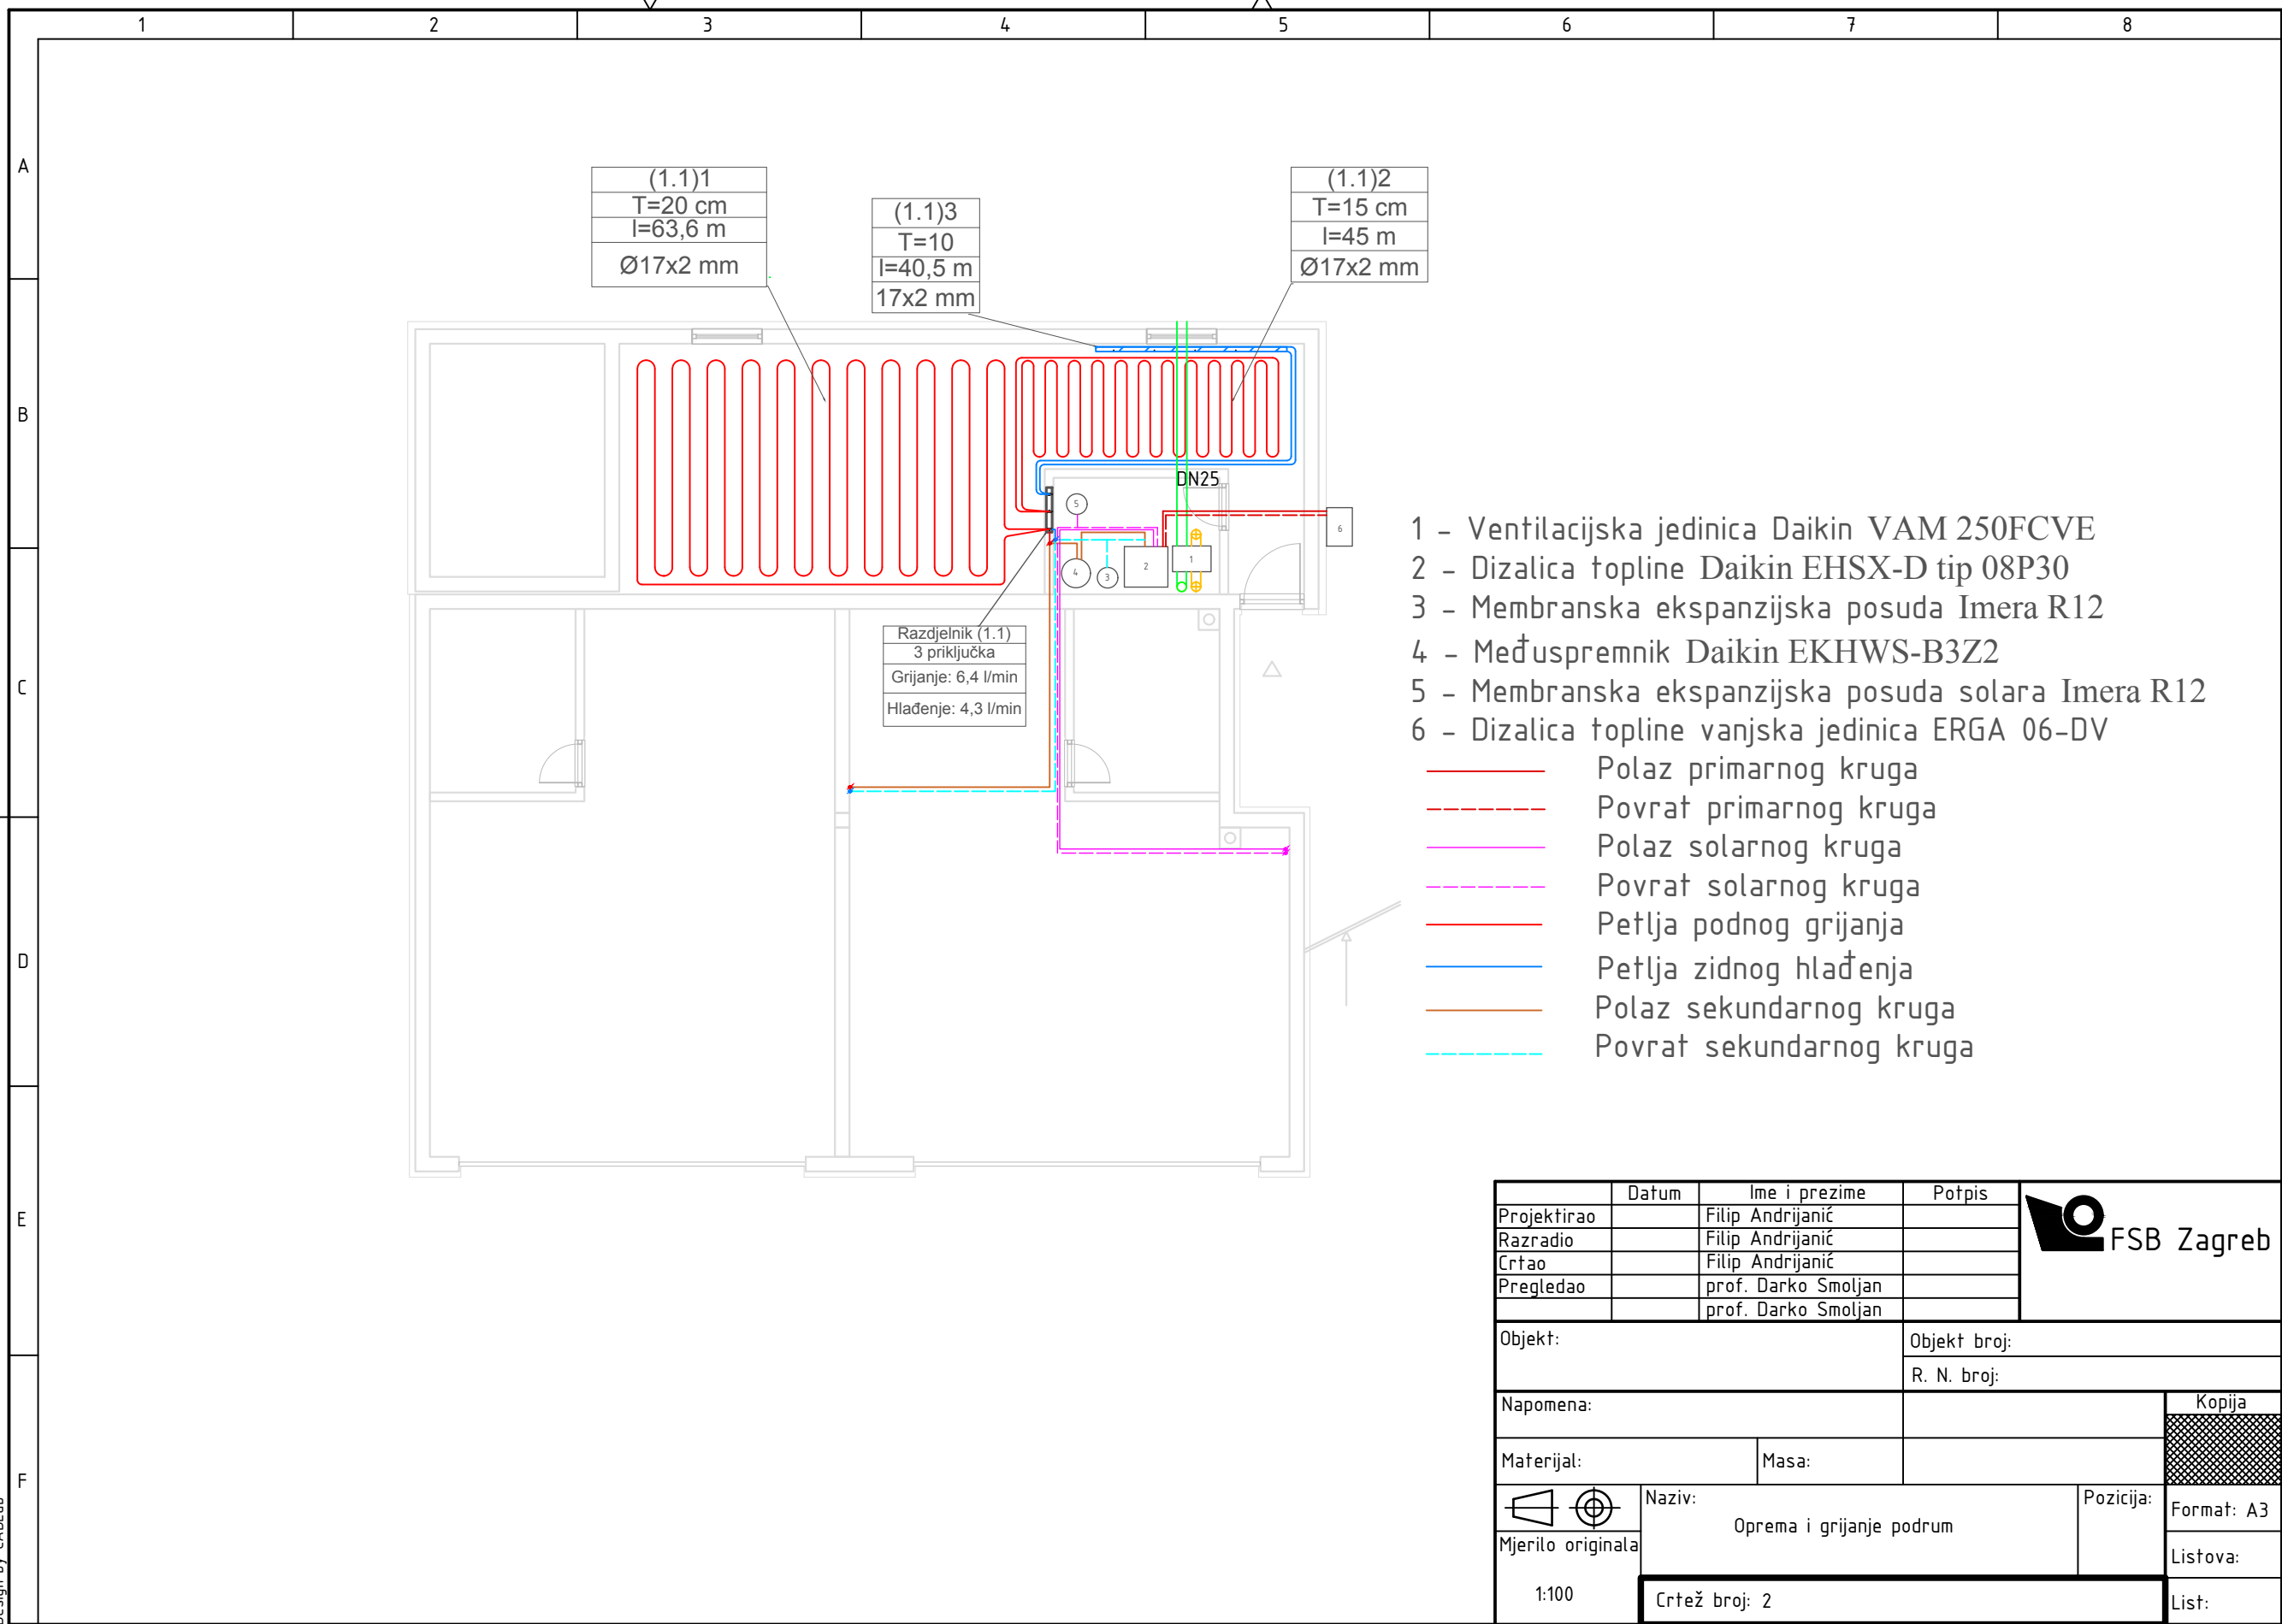 1 2 3 4 5 6 7 8
A
B
C
D
E
F
(1.1)1
T=20 cm
l=63,6 m
Ø17x2 mm
(1.1)3
T=10
l=40,5 m
17x2 mm
(1.1)2
T=15 cm
l=45 m
Ø17x2 mm
DN25
5
6
4
3
2
1
Razdjelnik (1.1)
3 priključka
Grijanje: 6,4 l/min
Hlađenje: 4,3 l/min
1 - Ventilacijska jedinica Daikin VAM 250FCVE
2 - Dizalica topline Daikin EHSX-D tip 08P30
3 - Membranska ekspanzijska posuda Imera R12
4 - Međuspremnik Daikin EKHWS-B3Z2
5 - Membranska ekspanzijska posuda solara Imera R12
6 - Dizalica topline vanjska jedinica ERGA 06-DV
Polaz primarnog kruga
Povrat primarnog kruga
Polaz solarnog kruga
Povrat solarnog kruga
Petlja podnog grijanja
Petlja zidnog hlađenja
Polaz sekundarnog kruga
Povrat sekundarnog kruga
Datum Ime i prezime Potpis
Projektirao Filip Andrijanić
Razradio Filip Andrijanić
Crtao Filip Andrijanić
Pregledao prof. Darko Smoljan
prof. Darko Smoljan
FSB Zagreb
Objekt:
Objekt broj:
R. N. broj:
Napomena:
Kopija
Materijal: Masa:
Naziv:
Oprema i grijanje podrum
Pozicija:
Format: A3
Mjerilo originala
1:100
Listova:
Crtež broj: 2
List: